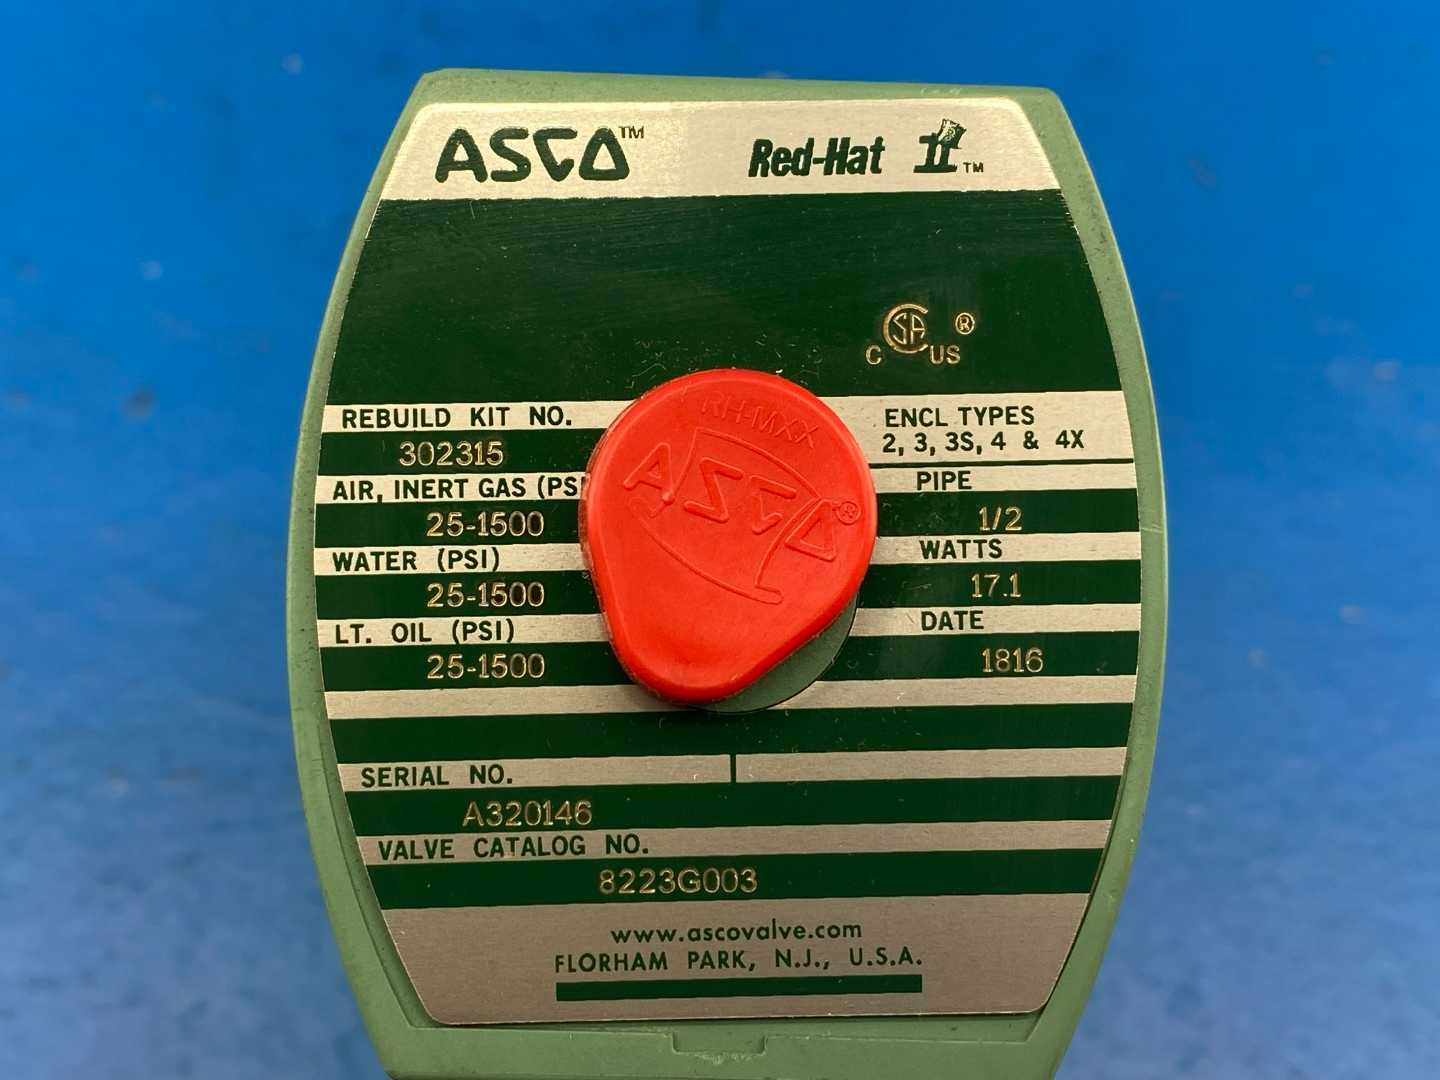 ASCO™ Red-Hat II™
C CSA US ®
REBUILD KIT NO.
302315
ENCL TYPES
2, 3, 3S, 4 & 4X
AIR, INERT GAS (PSI
25-1500
PIPE
1/2
WATER (PSI)
25-1500
WATTS
17.1
LT. OIL (PSI)
25-1500
DATE
1816
RH-MXX
ASCO®
SERIAL NO.
A320146
VALVE CATALOG NO.
8223G003
www.ascovalve.com
FLORHAM PARK, N.J., U.S.A.